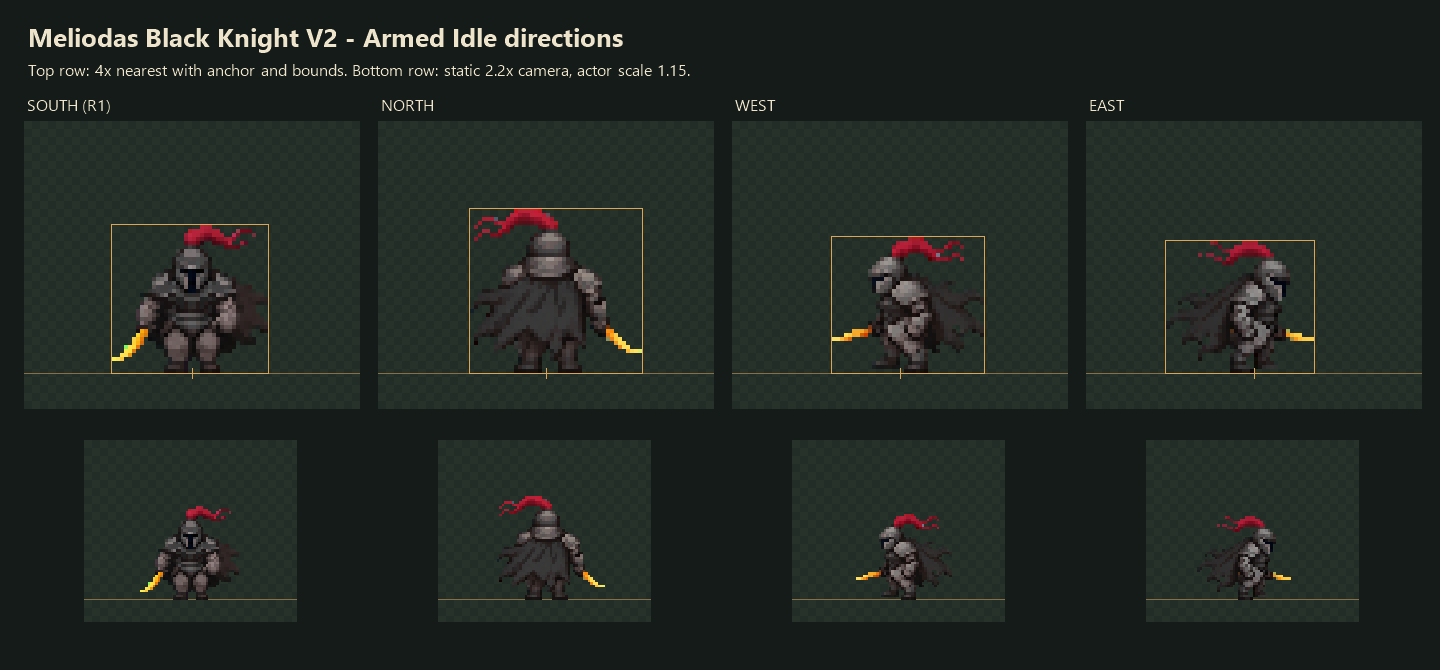 Meliodas Black Knight V2 - Armed Idle directions
Top row: 4x nearest with anchor and bounds. Bottom row: static 2.2x camera, actor scale 1.15.
SOUTH (R1)
NORTH
WEST
EAST